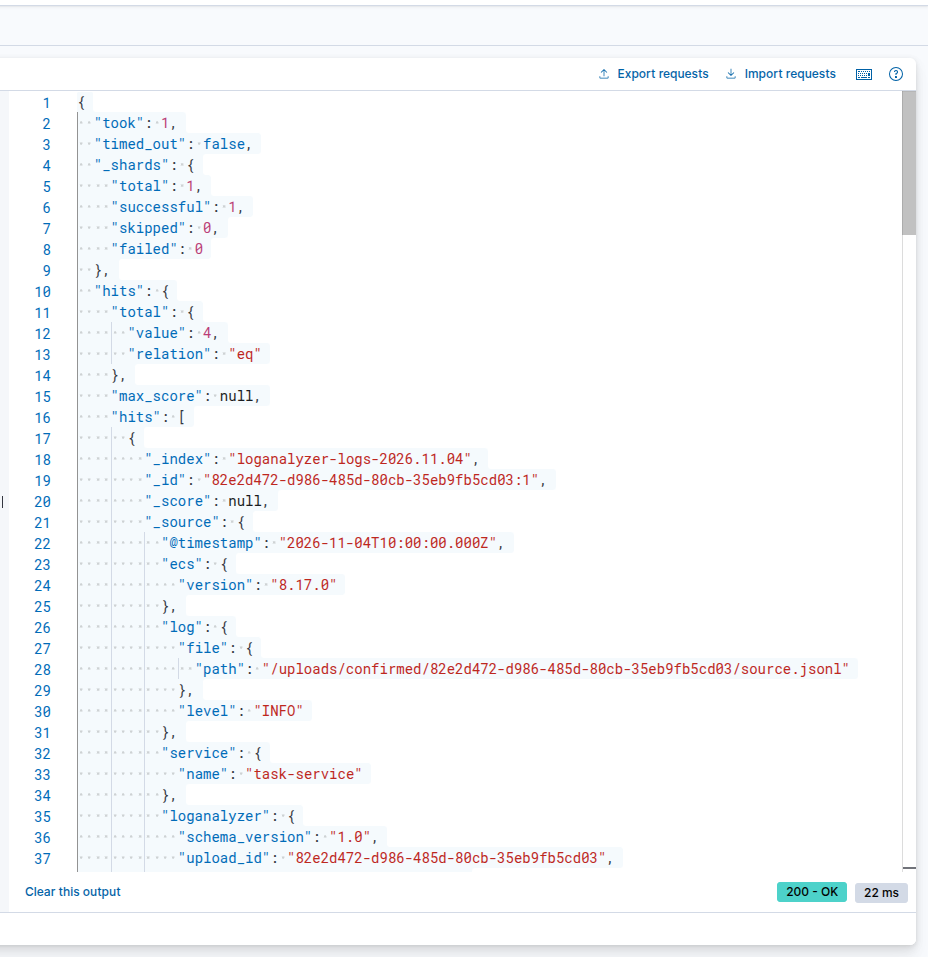 Export requests Import requests
1 {
2 "took": 1,
3 "timed_out": false,
4 "_shards": {
5 "total": 1,
6 "successful": 1,
7 "skipped": 0,
8 "failed": 0
9 },
10 "hits": {
11 "total": {
12 "value": 4,
13 "relation": "eq"
14 },
15 "max_score": null,
16 "hits": [
17 {
18 "_index": "loganalyzer-logs-2026.11.04",
19 "_id": "82e2d472-d986-485d-80cb-35eb9fb5cd03:1",
20 "_score": null,
21 "_source": {
22 "@timestamp": "2026-11-04T10:00:00.000Z",
23 "ecs": {
24 "version": "8.17.0"
25 },
26 "log": {
27 "file": {
28 "path": "/uploads/confirmed/82e2d472-d986-485d-80cb-35eb9fb5cd03/source.jsonl"
29 },
30 "level": "INFO"
31 },
32 "service": {
33 "name": "task-service"
34 },
35 "loganalyzer": {
36 "schema_version": "1.0",
37 "upload_id": "82e2d472-d986-485d-80cb-35eb9fb5cd03",
Clear this output 200 - OK 22 ms